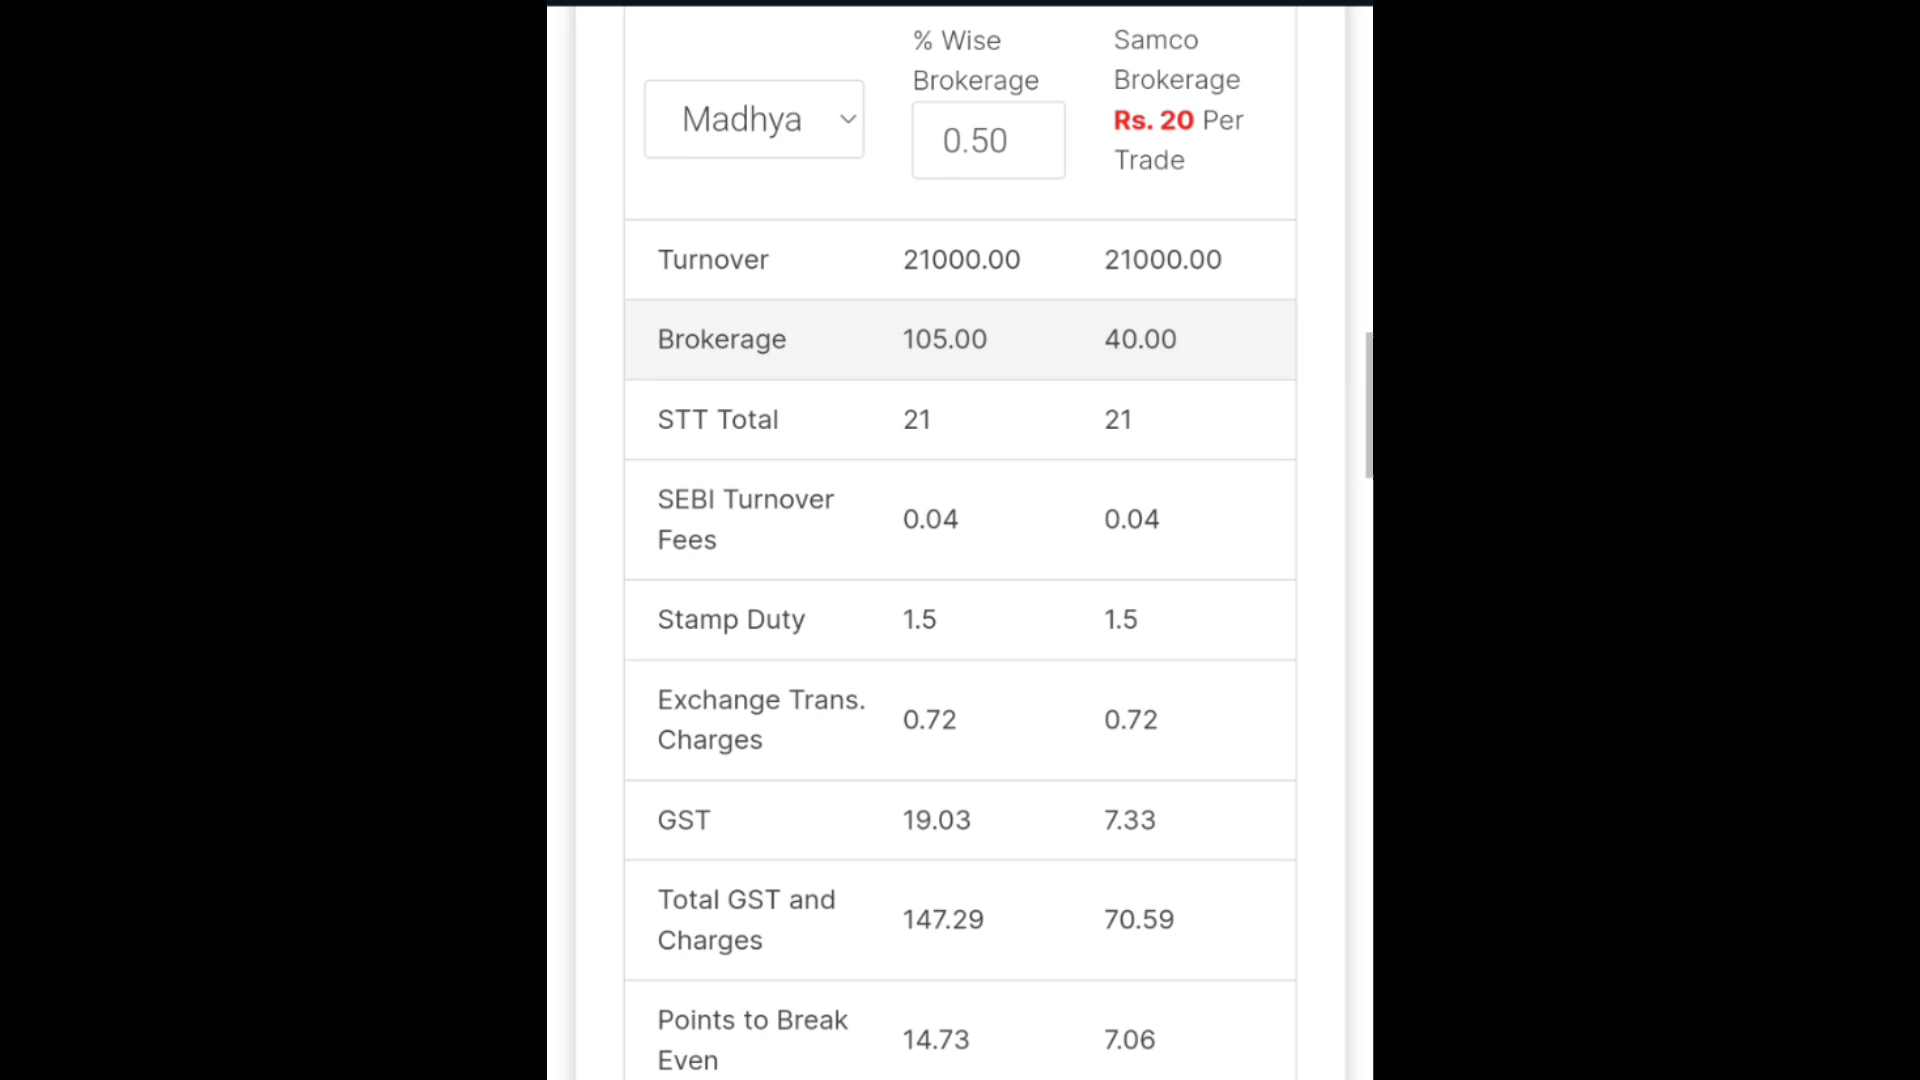 % Wise
Brokerage
Samco
Brokerage
Rs. 20 Per
Trade
Madhya
0.50
Turnover 21000.00 21000.00
Brokerage 105.00 40.00
STT Total 21 21
SEBI Turnover
Fees
0.04 0.04
Stamp Duty 1.5 1.5
Exchange Trans.
Charges
0.72 0.72
GST 19.03 7.33
Total GST and
Charges
147.29 70.59
Points to Break
Even
14.73 7.06